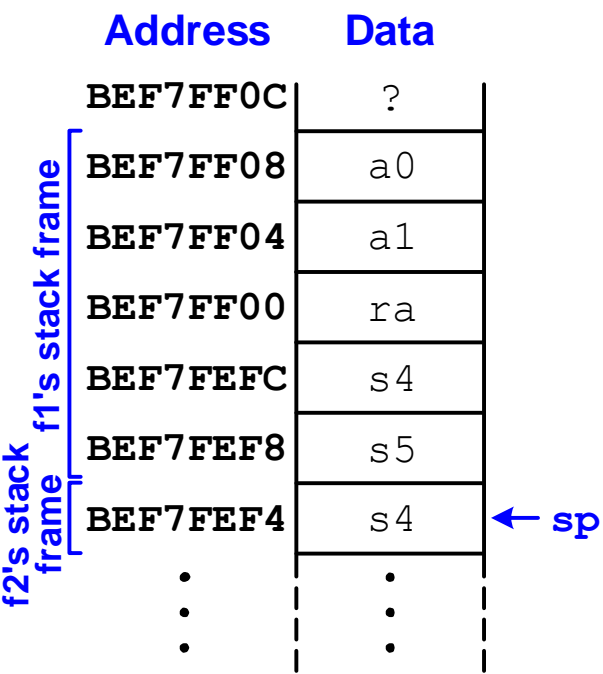 Address Data
BEF7FF0C ?
BEF7FF08 a0
BEF7FF04 a1
BEF7FF00 ra
BEF7FEFC s4
BEF7FEF8 s5
BEF7FEF4 s4 sp
f1's stack frame
f2's stack
frame